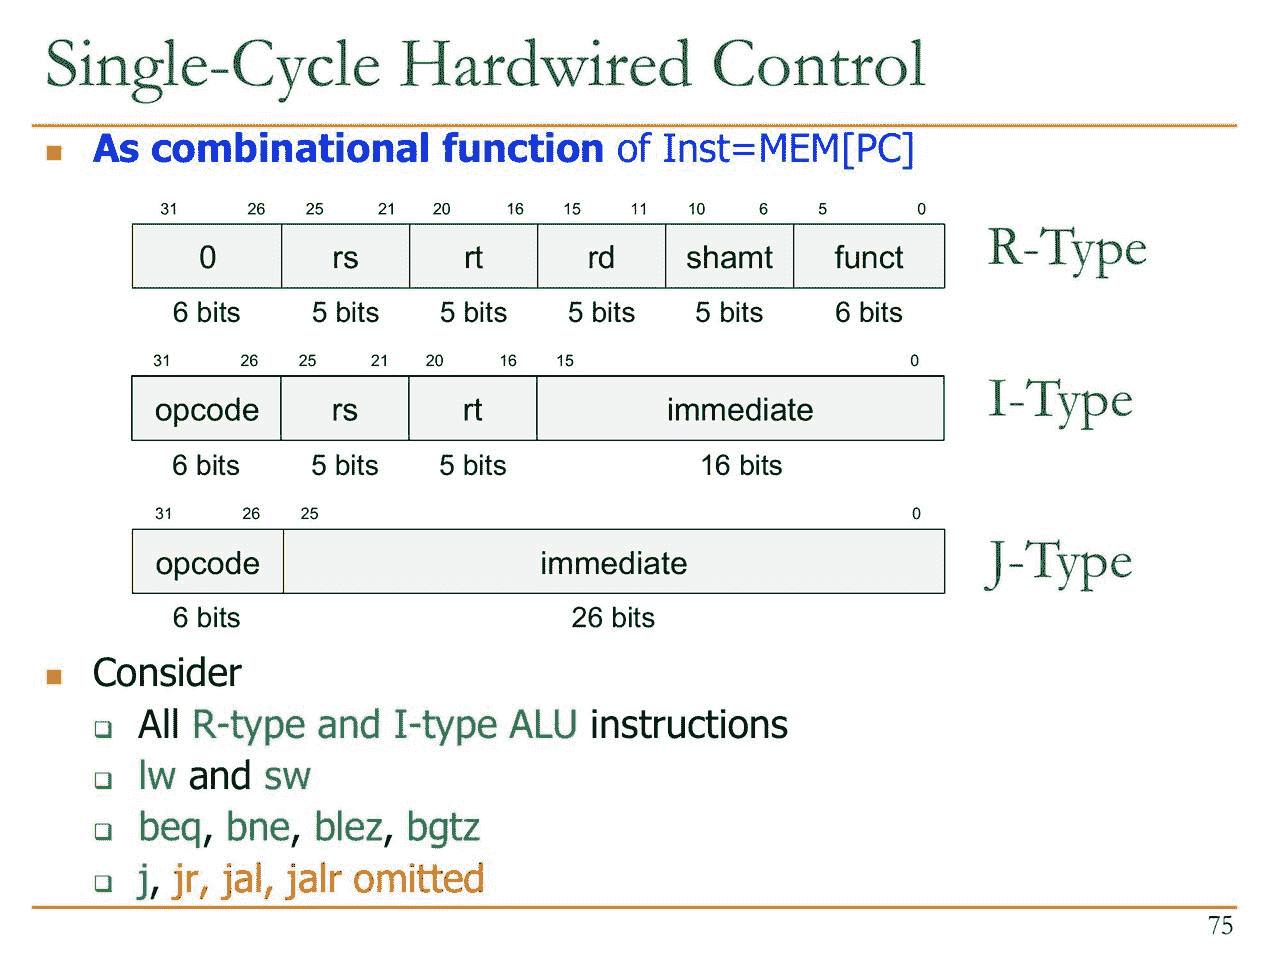 Single-Cycle Hardwired Control
■ As combinational function of Inst=MEM[PC]
31 26 25 21 20 16 15 11 10 6 5 0
0 rs rt rd shamt funct R-Type
6 bits 5 bits 5 bits 5 bits 5 bits 6 bits
31 26 25 21 20 16 15 0
opcode rs rt immediate I-Type
6 bits 5 bits 5 bits 16 bits
31 26 25 0
opcode immediate J-Type
6 bits 26 bits
■ Consider
❑ All R-type and I-type ALU instructions
❑ lw and sw
❑ beq, bne, blez, bgtz
❑ j, jr, jal, jalr omitted
75